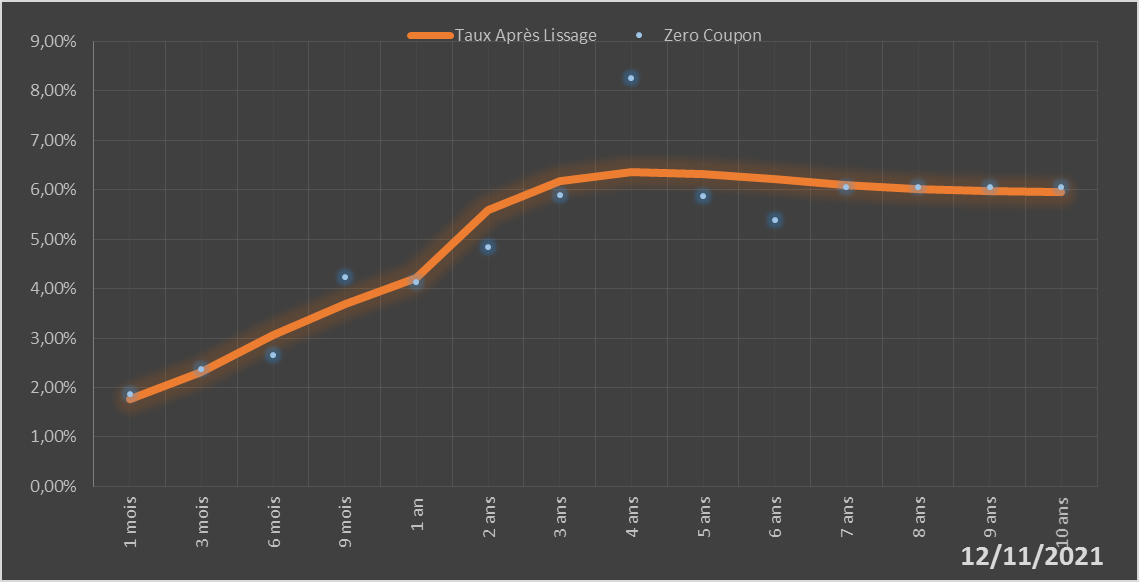 Taux Après Lissage
Zero Coupon
9,00%
8,00%
7,00%
6,00%
5,00%
4,00%
3,00%
2,00%
1,00%
0,00%
1 mois
3 mois
6 mois
9 mois
1 an
2 ans
3 ans
4 ans
5 ans
6 ans
7 ans
8 ans
9 ans
10 ans
12/11/2021